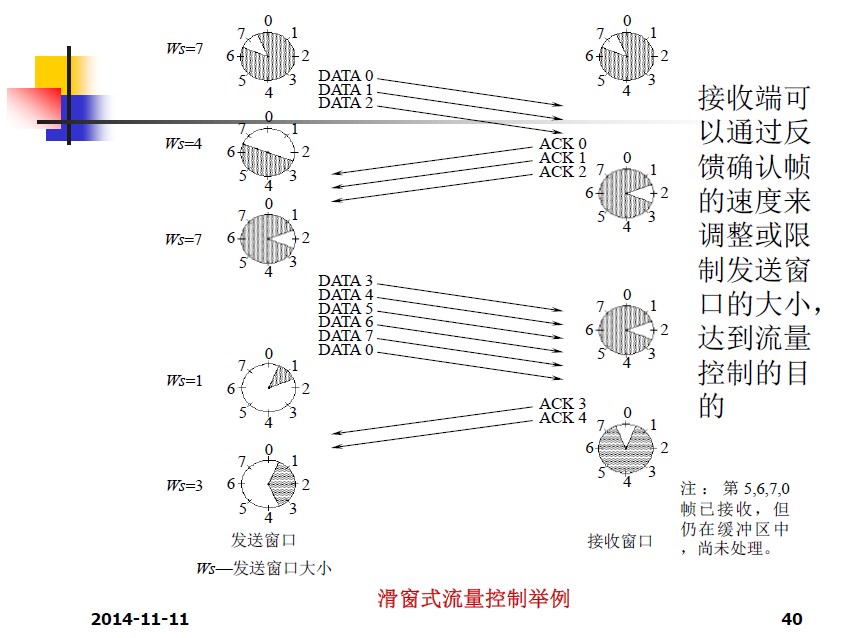 0
7 1
Ws=7 6 2
5 3
4
0
7 1
6 2
5 3
4
DATA 0
DATA 1
DATA 2
0
7 1
Ws=4 6 2
5 3
4
ACK 0
ACK 1
ACK 2
0
7 1
6 2
5 3
4
0
7 1
Ws=7 6 2
5 3
4
DATA 3
DATA 4
DATA 5
DATA 6
DATA 7
DATA 0
0
7 1
6 2
5 3
4
0
7 1
Ws=1 6 2
5 3
4
ACK 3
ACK 4
0
7 1
6 2
5 3
4
0
7 1
Ws=3 6 2
5 3
4
发送窗口
接收窗口
Ws—发送窗口大小
接收端可
以通过反
馈确认帧
的速度来
调整或限
制发送窗
口的大小，
达到流量
控制的目
的
注： 第 5,6,7,0
帧已接收，但
仍在缓冲区中
，尚未处理。
滑窗式流量控制举例
2014-11-11
40